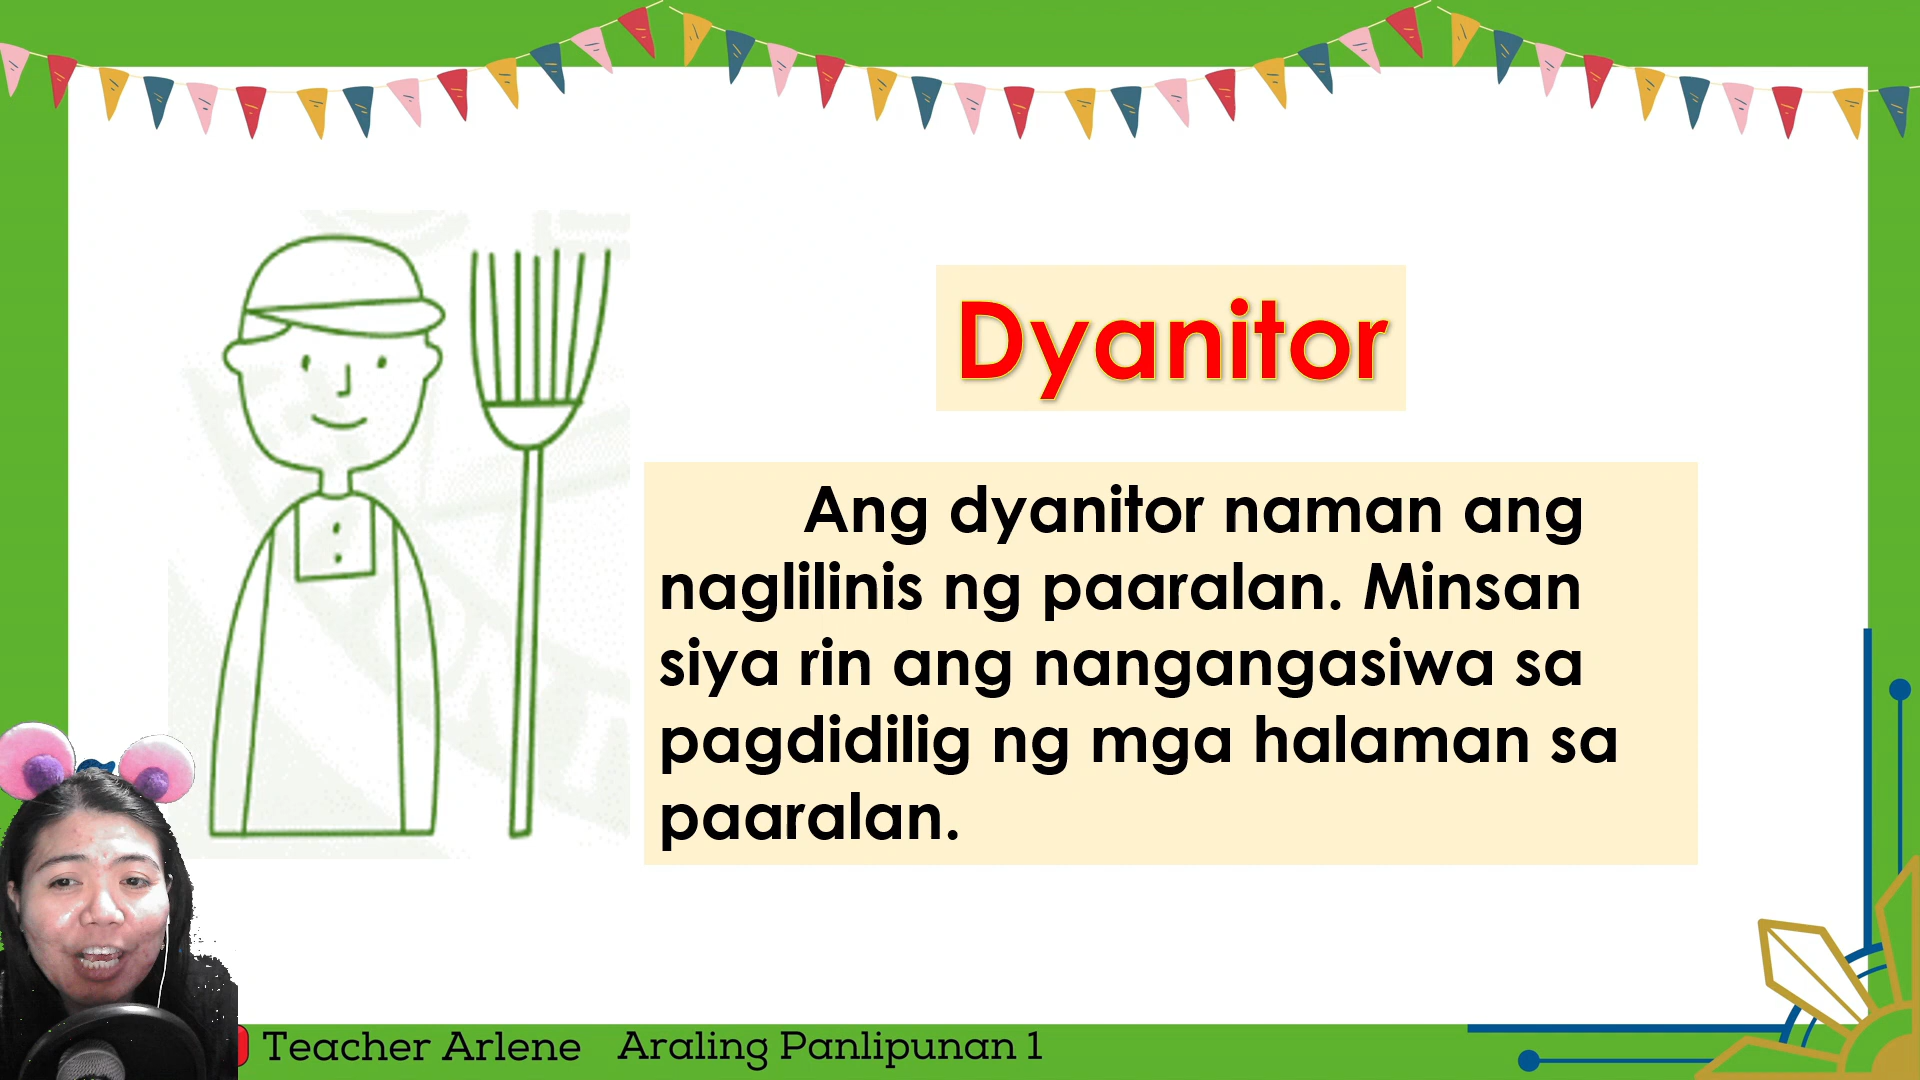 Dyanitor
Ang dyanitor naman ang
naglilinis ng paaralan. Minsan
siya rin ang nangangasiwa sa
pagdidilig ng mga halaman sa
paaralan.
Teacher Arlene Araling Panlipunan 1